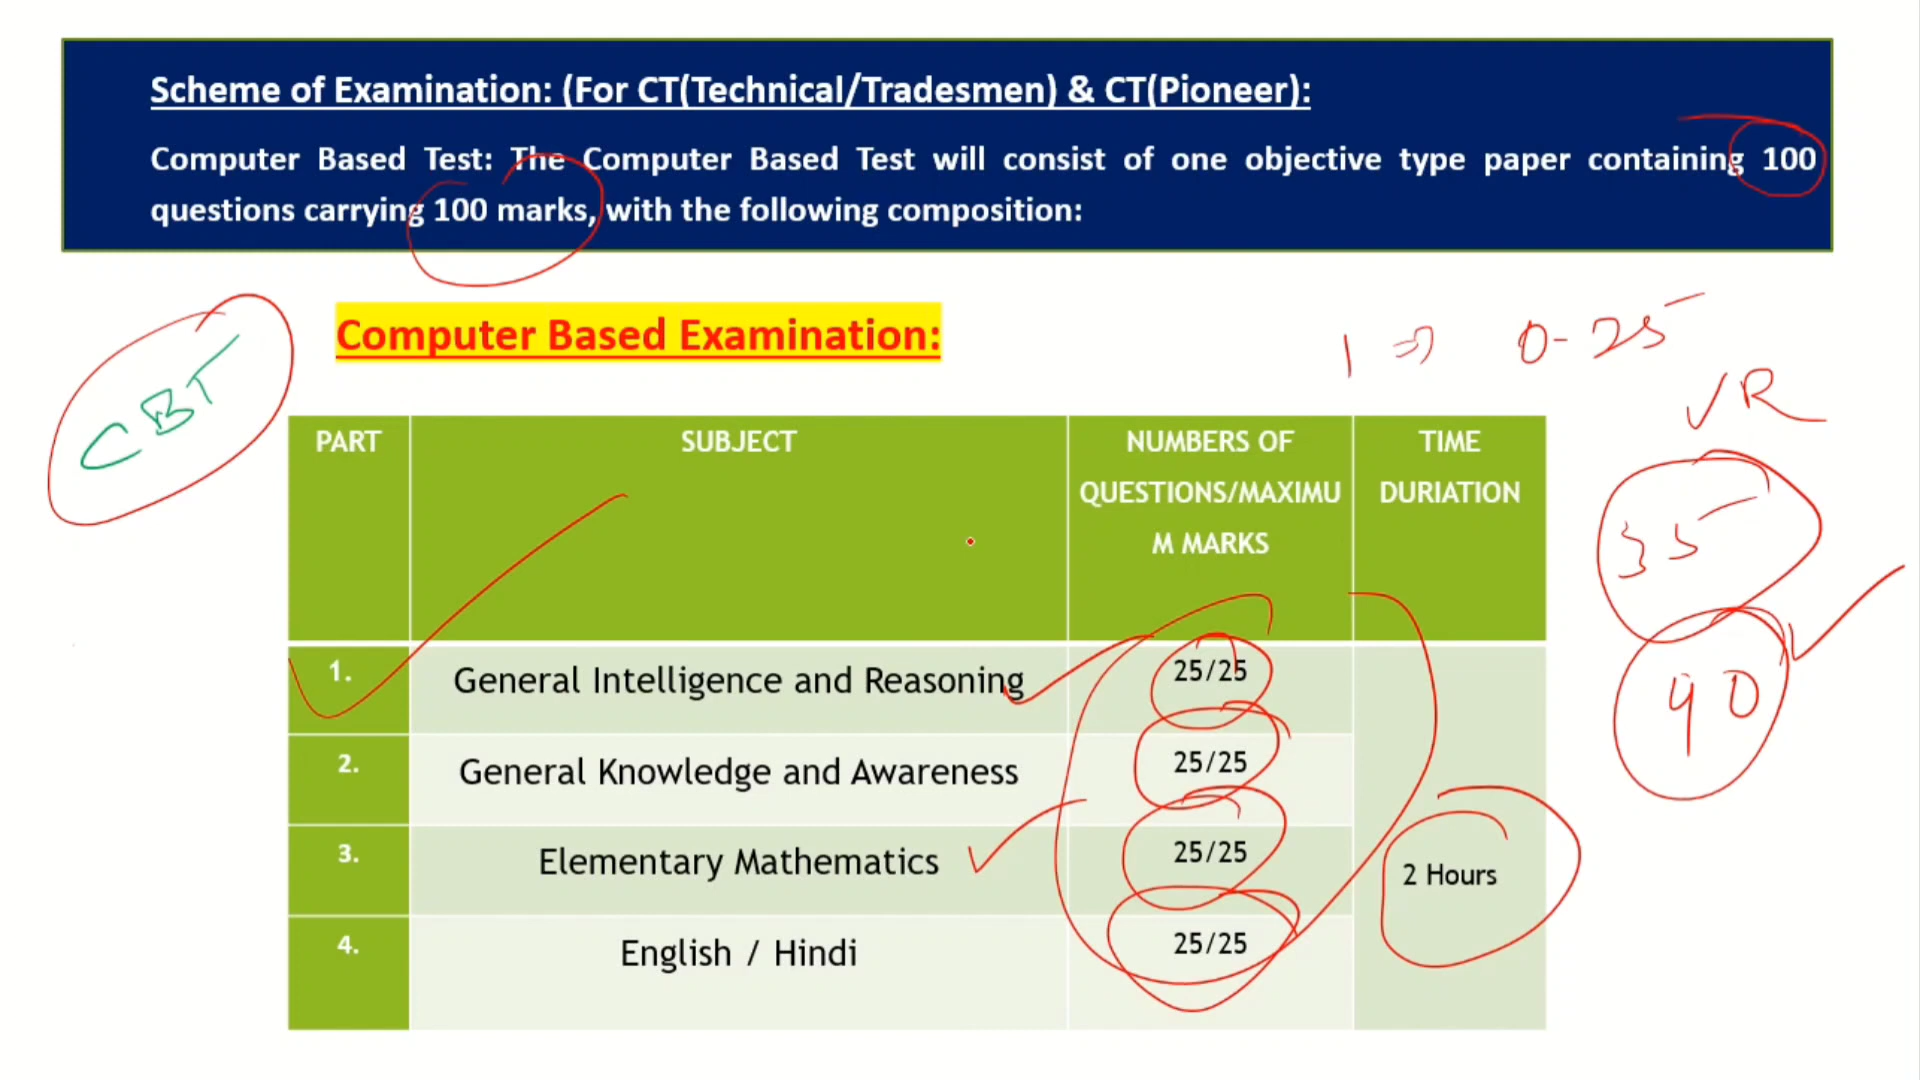 Scheme of Examination: (For CT(Technical/Tradesmen) & CT(Pioneer):
Computer Based Test: The Computer Based Test will consist of one objective type paper containing 100
questions carrying 100 marks, with the following composition:
Computer Based Examination:
CBT
1 ⇒ 0-25
PART
SUBJECT
NUMBERS OF
QUESTIONS/MAXIMU
M MARKS
TIME
DURIATION
R
35
90
1.
General Intelligence and Reasoning
25/25
2.
General Knowledge and Awareness
25/25
3.
Elementary Mathematics
25/25
2 Hours
4.
English / Hindi
25/25